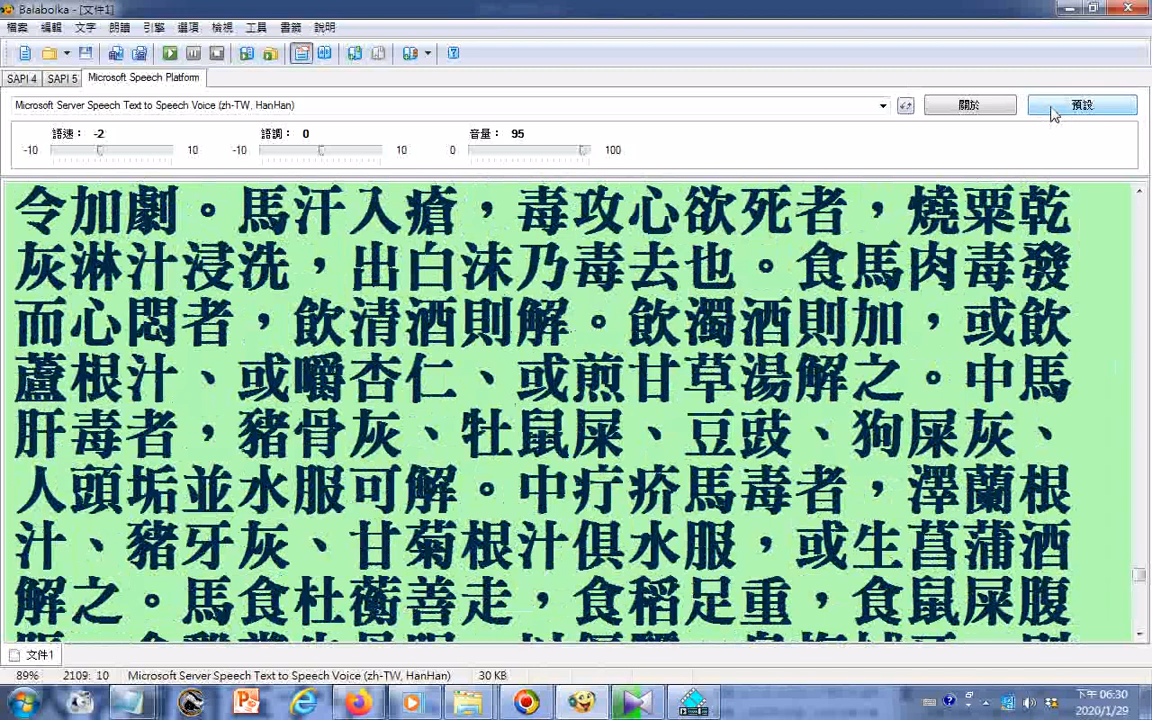 Balabolka - [文件1]
檔案 編輯 文字 朗讀 引擎 選項 檢視 工具 書籤 說明
SAPI 4 SAPI 5 Microsoft Speech Platform
Microsoft Server Speech Text to Speech Voice (zh-TW, HanHan) 關於 預設
語速： -2 語調： 0 音量： 95
-10 10 -10 10 0 100
令加劇。馬汗入瘡，毒攻心欲死者，燒粟乾
灰淋汁浸洗，出白沫乃毒去也。食馬肉毒發
而心悶者，飲清酒則解。飲濁酒則加，或飲
蘆根汁、或嚼杏仁、或煎甘草湯解之。中馬
肝毒者，豬骨灰、牡鼠屎、豆豉、狗屎灰、
人頭垢並水服可解。中疔疥馬毒者，澤蘭根
汁、豬牙灰、甘菊根汁俱水服，或生菖蒲酒
解之。馬食杜蘅善走，食稻足重，食鼠屎腹
文件1
89% 2109: 10 Microsoft Server Speech Text to Speech Voice (zh-TW, HanHan) 30 KB
下午 06:30
2020/1/29